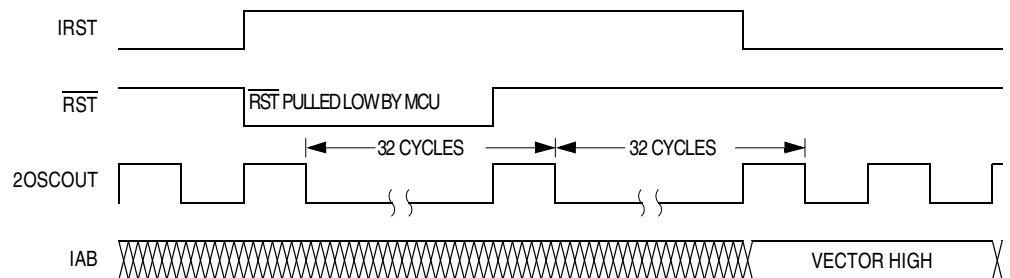 IRST
RST
RST PULLED LOW BY MCU
32 CYCLES
32 CYCLES
2OSCOUT
IAB
VECTOR HIGH